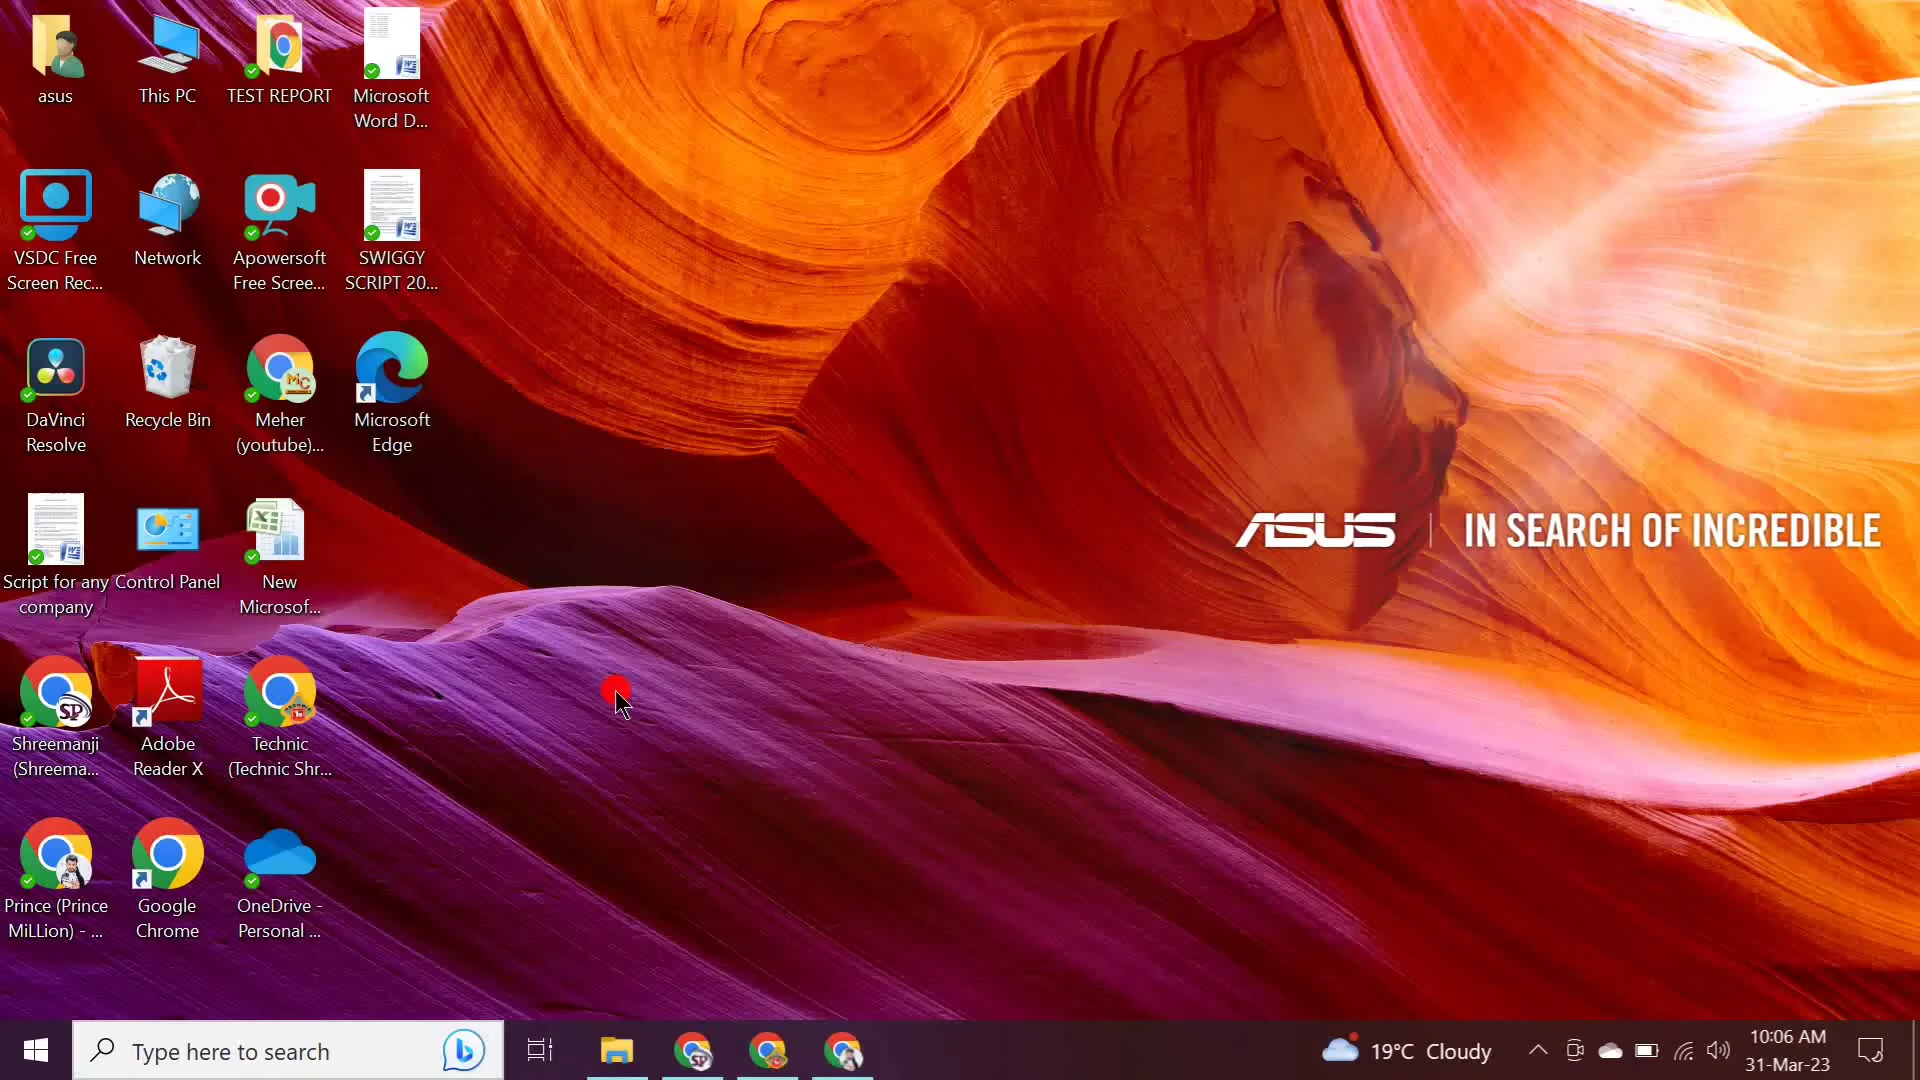 asus
This PC
TEST REPORT
Microsoft
Word D...
VSDC Free
Screen Rec...
Network
Apowersoft
Free Scree...
SWIGGY
SCRIPT 20...
DaVinci
Resolve
Recycle Bin
MC
Meher
(youtube)...
Microsoft
Edge
ASUS
IN SEARCH OF INCREDIBLE
Script for any
company
Control Panel
New
Microsof...
SP
Shreemanji
(Shreema...
Adobe
Reader X
Technic
(Technic Shr...
Prince (Prince
MiLLion) - ...
Google
Chrome
OneDrive -
Personal ...
Type here to search
SP
19°C Cloudy
10:06 AM
31-Mar-23